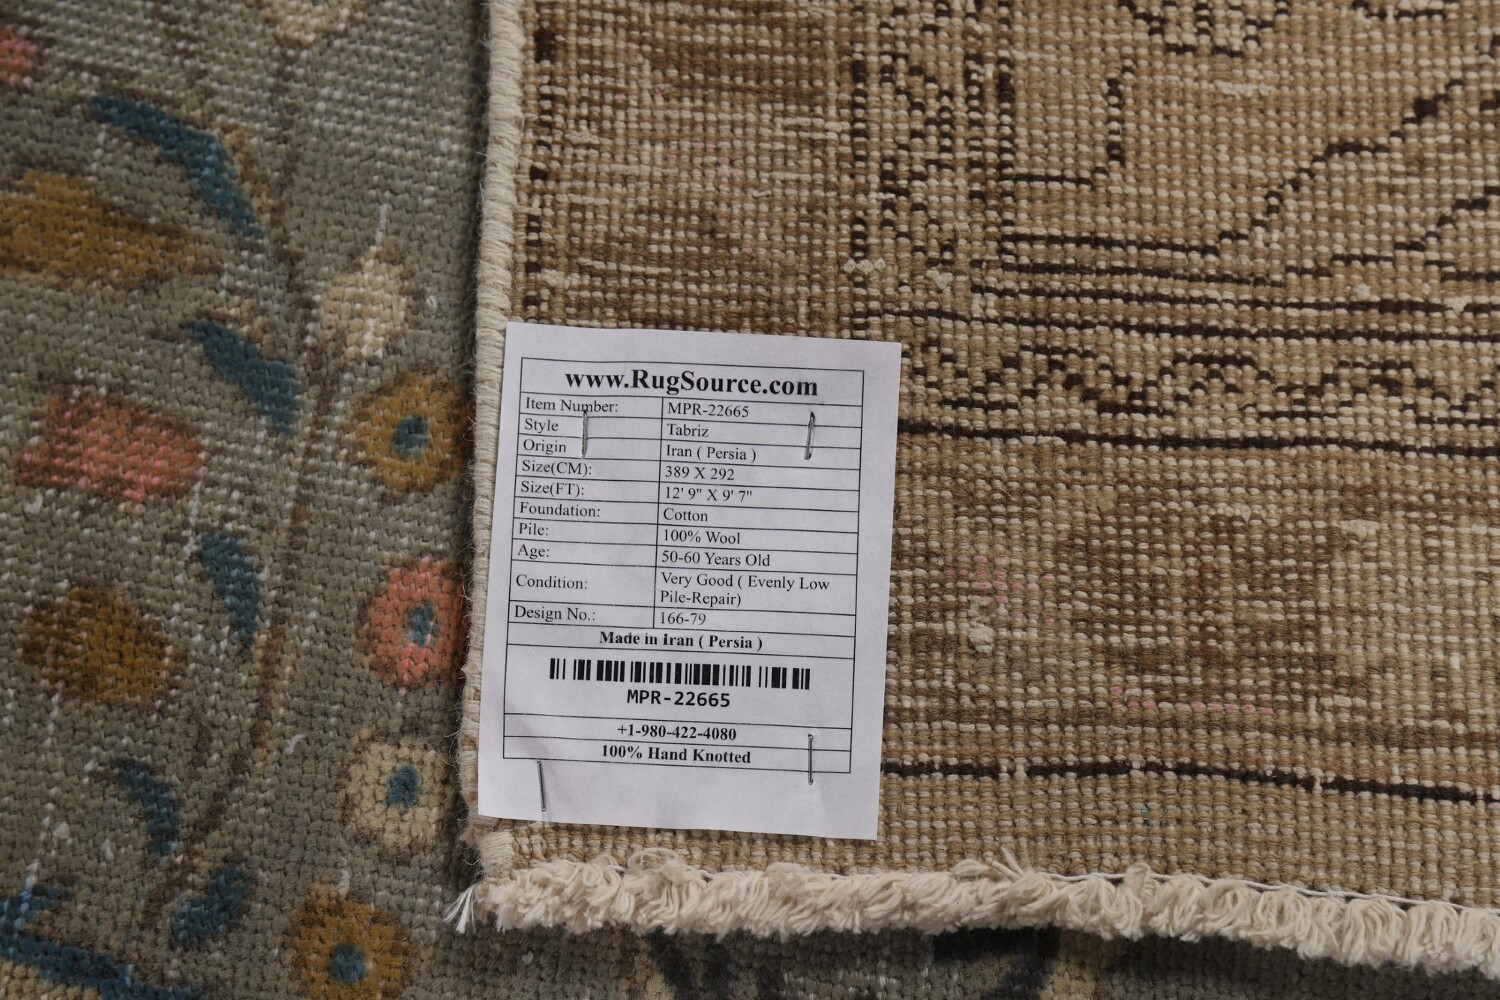 www.RugSource.com
Item Number: MPR-22665
Style Tabriz
Origin Iran ( Persia )
Size(CM): 389 X 292
Size(FT): 12' 9" X 9' 7"
Foundation: Cotton
Pile: 100% Wool
Age: 50-60 Years Old
Condition: Very Good ( Evenly Low
Pile-Repair)
Design No.: 166-79
Made in Iran ( Persia )
MPR-22665
+1-980-422-4080
100% Hand Knotted